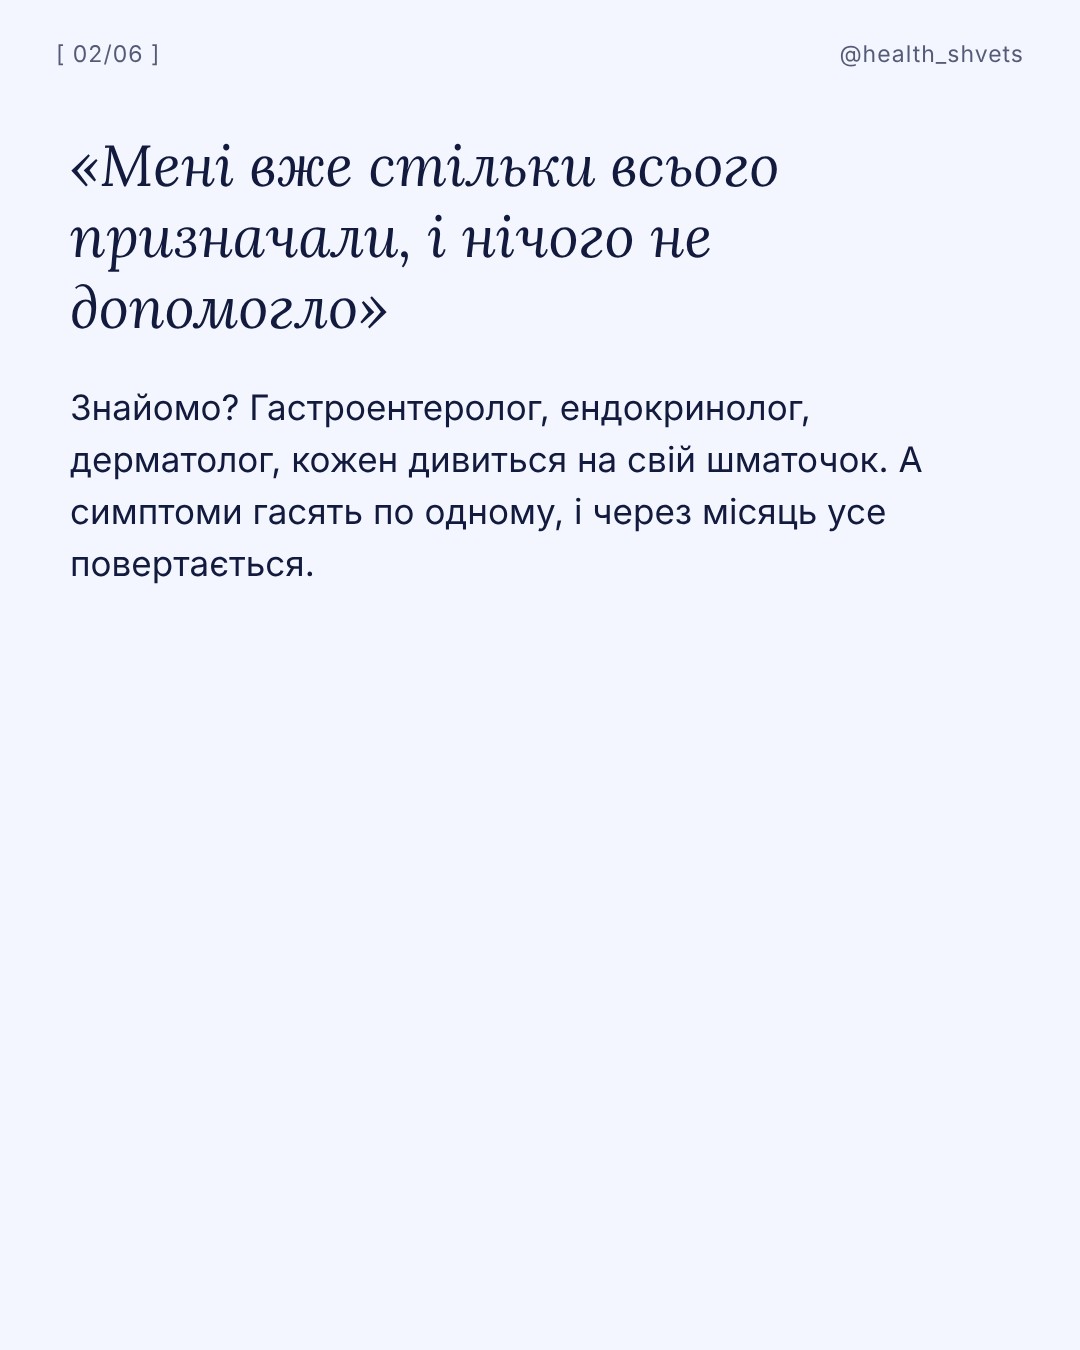 [ 02/06 ]
@health_shvets
«Мені вже стільки всього
призначали, і нічого не
допомогло»
Знайомо? Гастроентеролог, ендокринолог,
дерматолог, кожен дивиться на свій шматочок. А
симптоми гасять по одному, і через місяць усе
повертається.